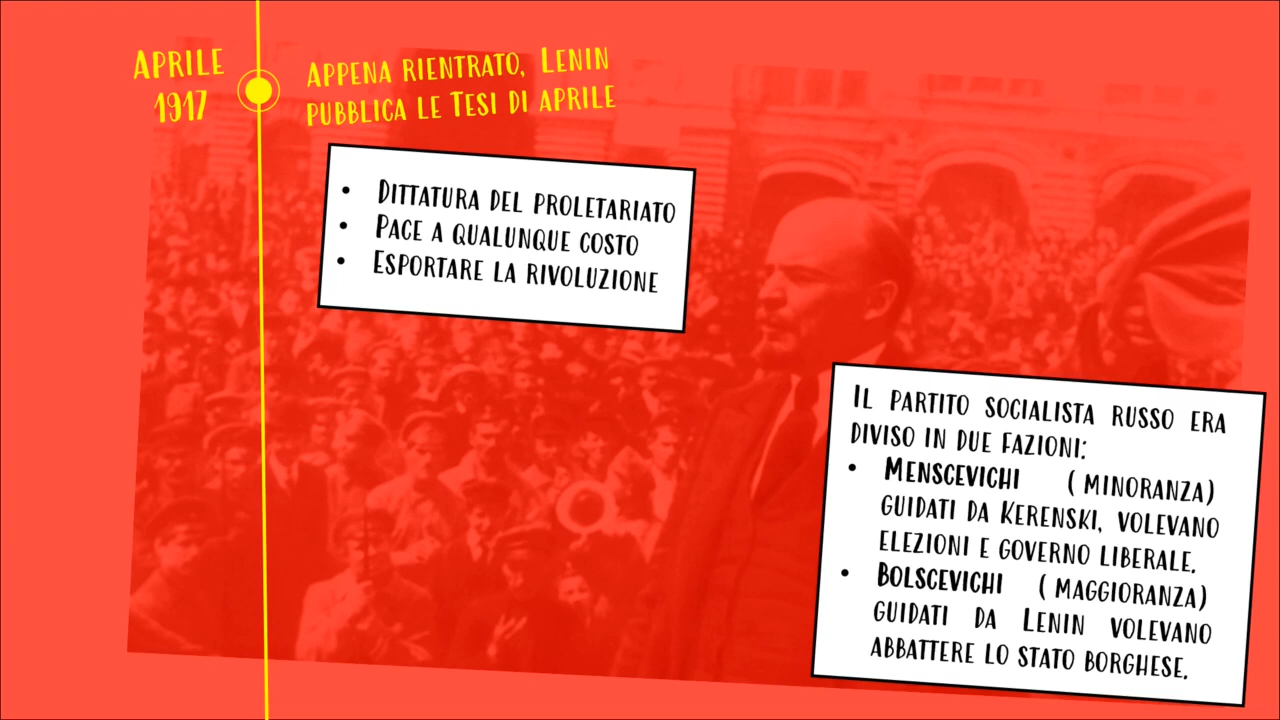 Aprile
1917
Appena rientrato, Lenin
pubblica le Tesi di aprile
• Dittatura del proletariato
• Pace a qualunque costo
• Esportare la rivoluzione
Il partito socialista russo era
diviso in due fazioni:
• Menscevichi ( minoranza)
guidati da Kerenski, volevano
elezioni e governo liberale.
• Bolscevichi ( maggioranza)
guidati da Lenin volevano
abbattere lo stato borghese.